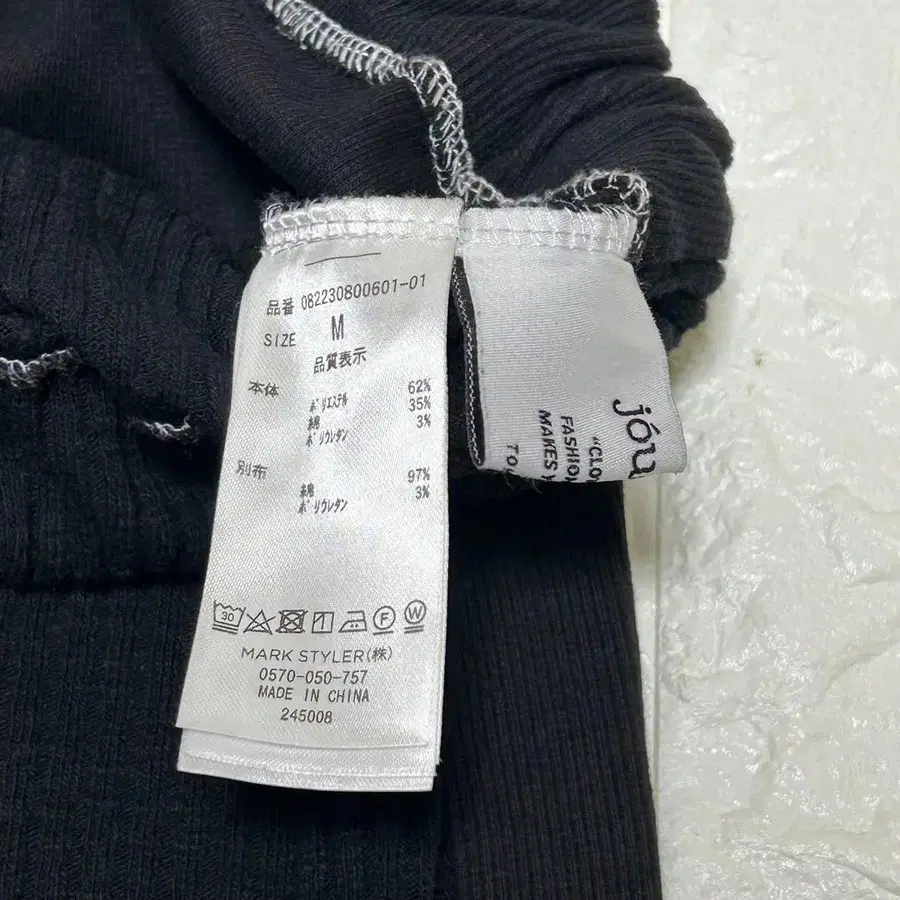 品番 082230800601-01
SIZE M
品質表示
本体
ポリエステル 62%
綿 35%
ポリウレタン 3%
別布
綿 97%
ポリウレタン 3%
30
F W
MARK STYLER(株)
0570-050-757
MADE IN CHINA
245008
jóu
"CLO
FASHION
MAKES
To